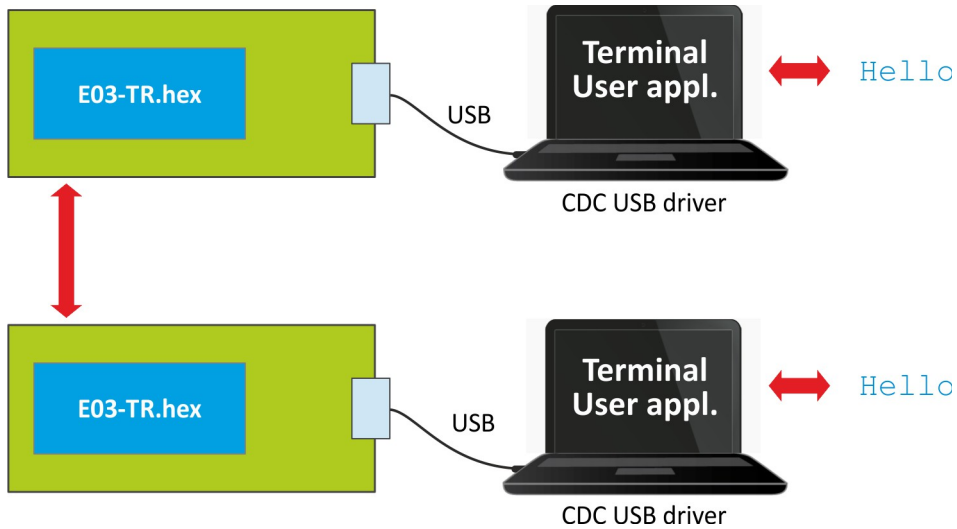 E03-TR.hex
USB
Terminal
User appl.
Hello
CDC USB driver
E03-TR.hex
USB
Terminal
User appl.
Hello
CDC USB driver